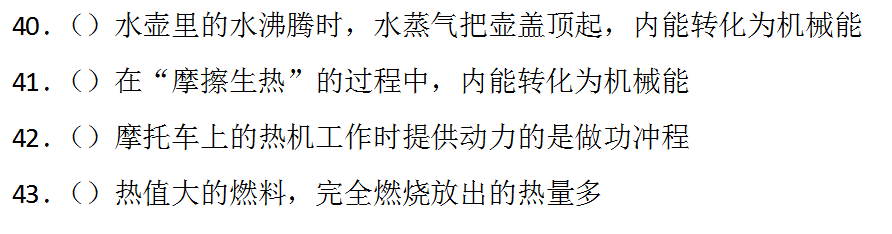 40.（）水壶里的水沸腾时，水蒸气把壶盖顶起，内能转化为机械能
41.（）在“摩擦生热”的过程中，内能转化为机械能
42.（）摩托车上的热机工作时提供动力的是做功冲程
43.（）热值大的燃料，完全燃烧放出的热量多